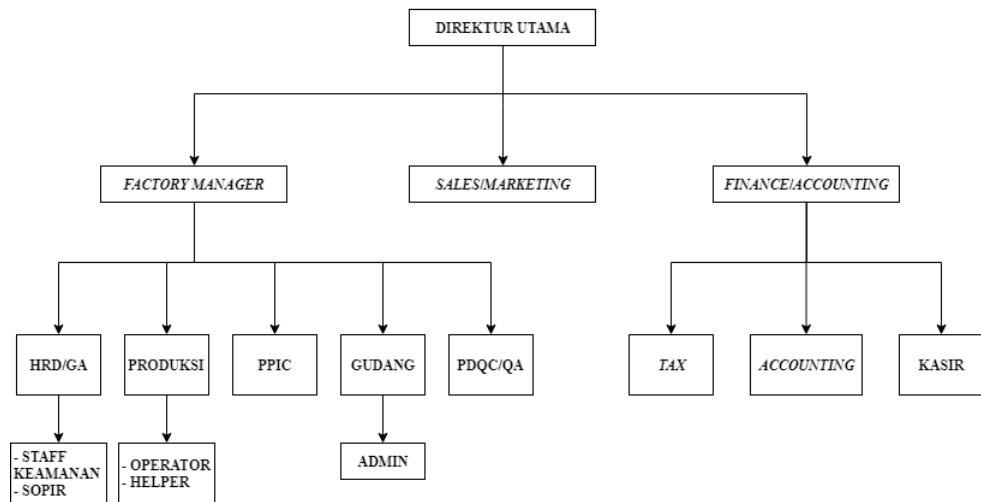 DIREKTUR UTAMA
FACTORY MANAGER
SALES/MARKETING
FINANCE/ACCOUNTING
HRD/GA
PRODUKSI
PPIC
GUDANG
PDQC/QA
TAX
ACCOUNTING
KASIR
- STAFF
KEAMANAN
- SOPIR
- OPERATOR
- HELPER
ADMIN